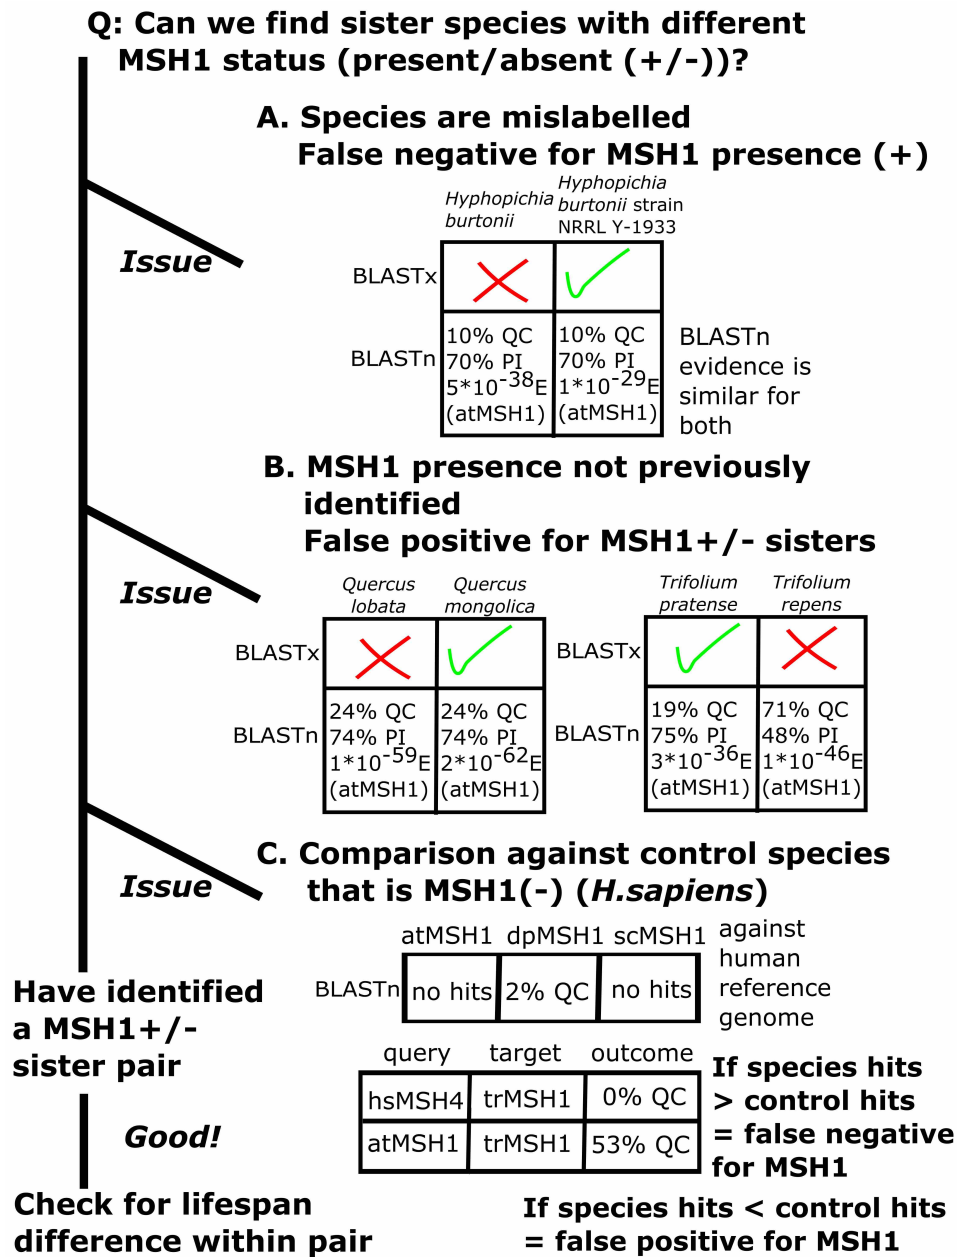 Q: Can we find sister species with different
MSH1 status (present/absent (+/-))?
A. Species are mislabelled
False negative for MSH1 presence (+)
Issue
Hyphopichia
burtonii
Hyphopichia
burtonii strain
NRRL Y-1933
BLASTx
BLASTn
10% QC
70% PI
5*10-38E
(atMSH1)
10% QC
70% PI
1*10-29E
(atMSH1)
BLASTn
evidence is
similar for
both
B. MSH1 presence not previously
identified
False positive for MSH1+/- sisters
Issue
Quercus
lobata
Quercus
mongolica
BLASTx
BLASTn
24% QC
74% PI
1*10-59E
(atMSH1)
24% QC
74% PI
2*10-62E
(atMSH1)
Trifolium
pratense
Trifolium
repens
BLASTx
BLASTn
19% QC
75% PI
3*10-36E
(atMSH1)
71% QC
48% PI
1*10-46E
(atMSH1)
C. Comparison against control species
that is MSH1(-) (H.sapiens)
Issue
atMSH1 dpMSH1 scMSH1
BLASTn no hits 2% QC no hits
against
human
reference
genome
query target outcome
hsMSH4 trMSH1 0% QC
atMSH1 trMSH1 53% QC
If species hits
> control hits
= false negative
for MSH1
If species hits < control hits
= false positive for MSH1
Have identified
a MSH1+/-
sister pair
Good!
Check for lifespan
difference within pair